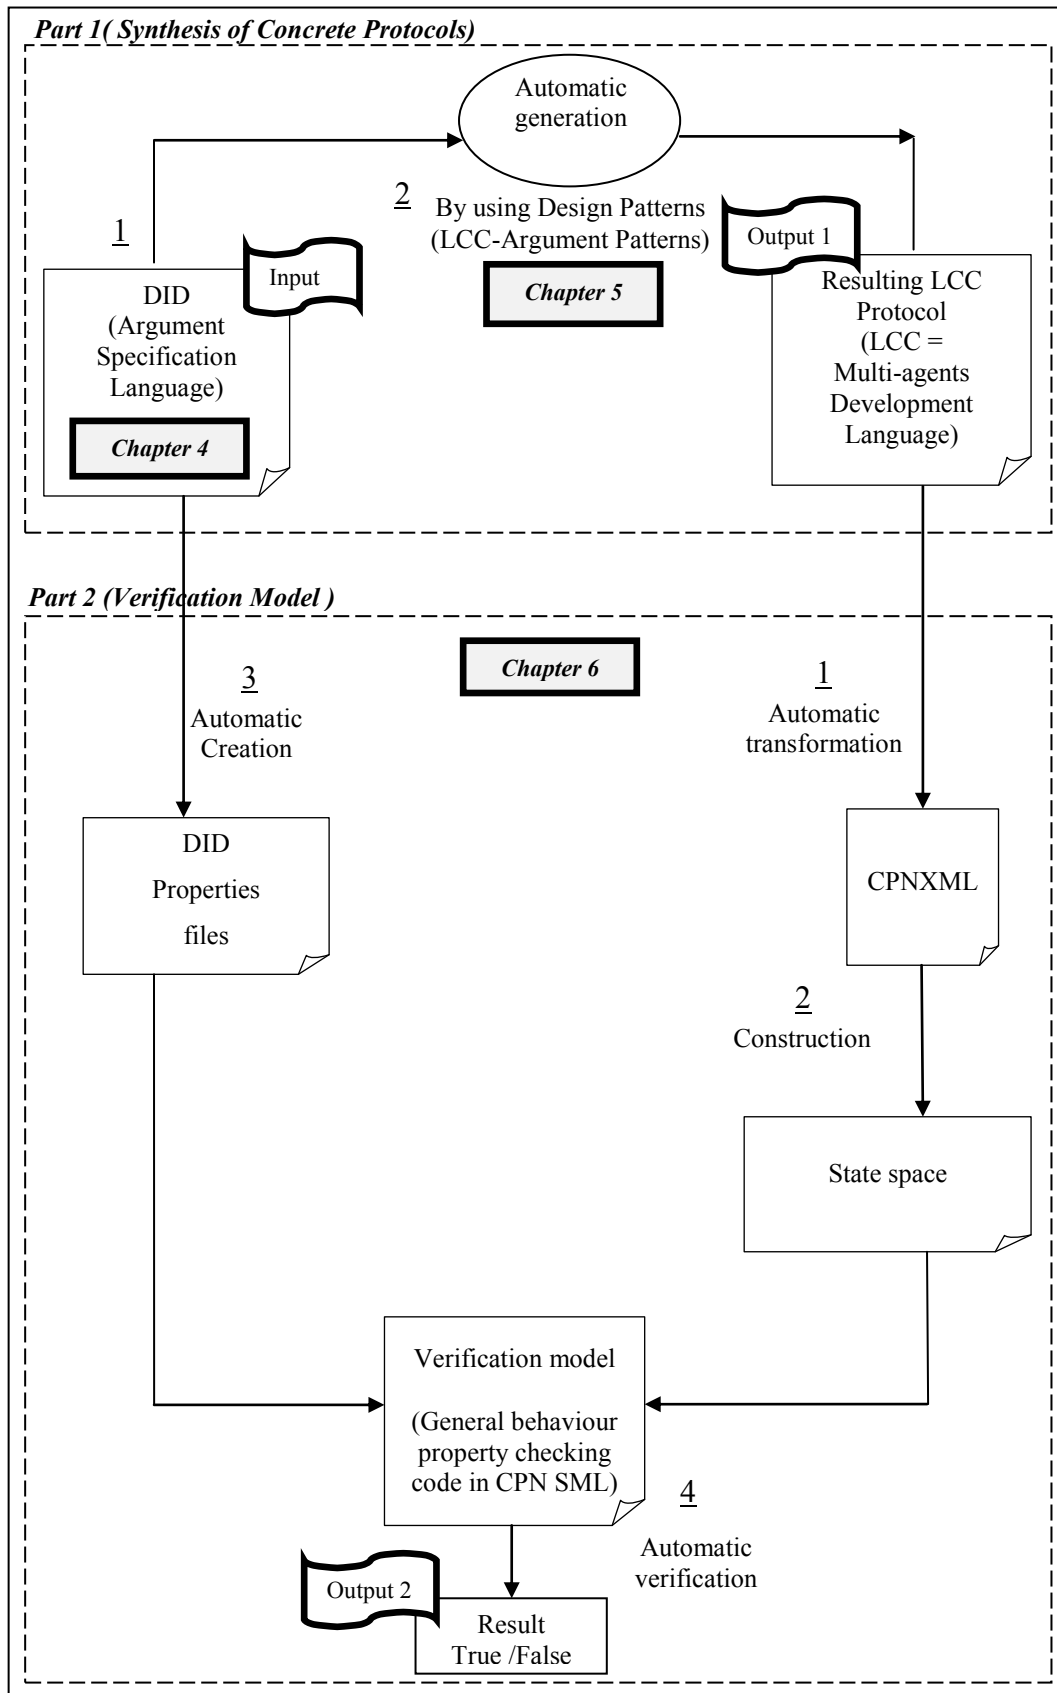 Part 1( Synthesis of Concrete Protocols)
Automatic
generation
2
By using Design Patterns
(LCC-Argument Patterns)
Chapter 5
1
Input
DID
(Argument
Specification
Language)
Chapter 4
Output 1
Resulting LCC
Protocol
(LCC =
Multi-agents
Development
Language)
Part 2 (Verification Model )
Chapter 6
3
Automatic
Creation
1
Automatic
transformation
DID
Properties
files
CPNXML
2
Construction
State space
Verification model
(General behaviour
property checking
code in CPN SML)
4
Automatic
verification
Output 2
Result
True /False